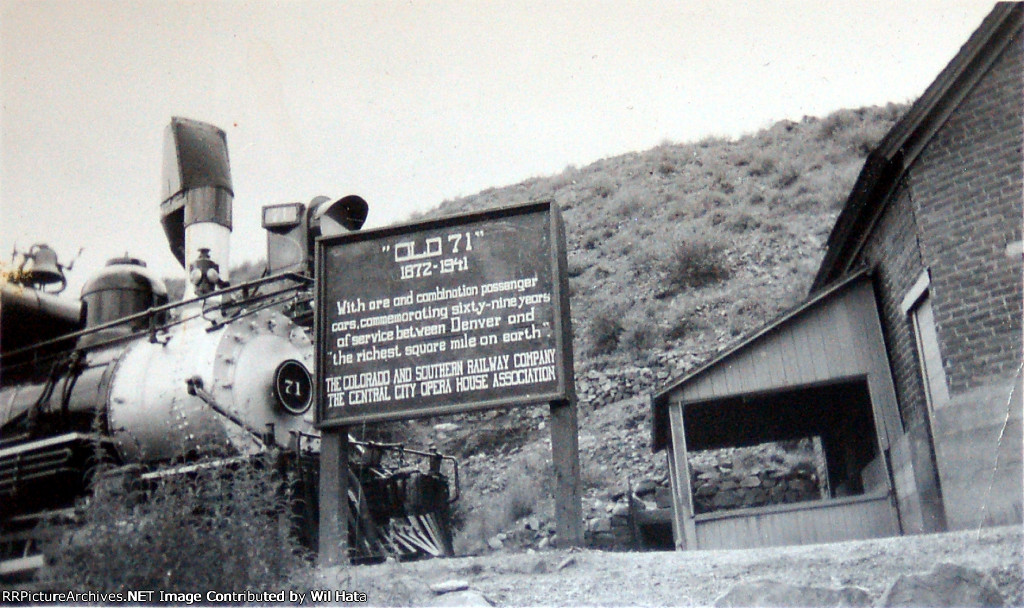 "OLD 71"
1872-1941
With ore and combination passenger
cars, commemorating sixty-nine years
of service between Denver and
"the richest square mile on earth"
THE COLORADO AND SOUTHERN RAILWAY COMPANY
THE CENTRAL CITY OPERA HOUSE ASSOCIATION
71
RRPictureArchives.NET Image Contributed by Wil Hata